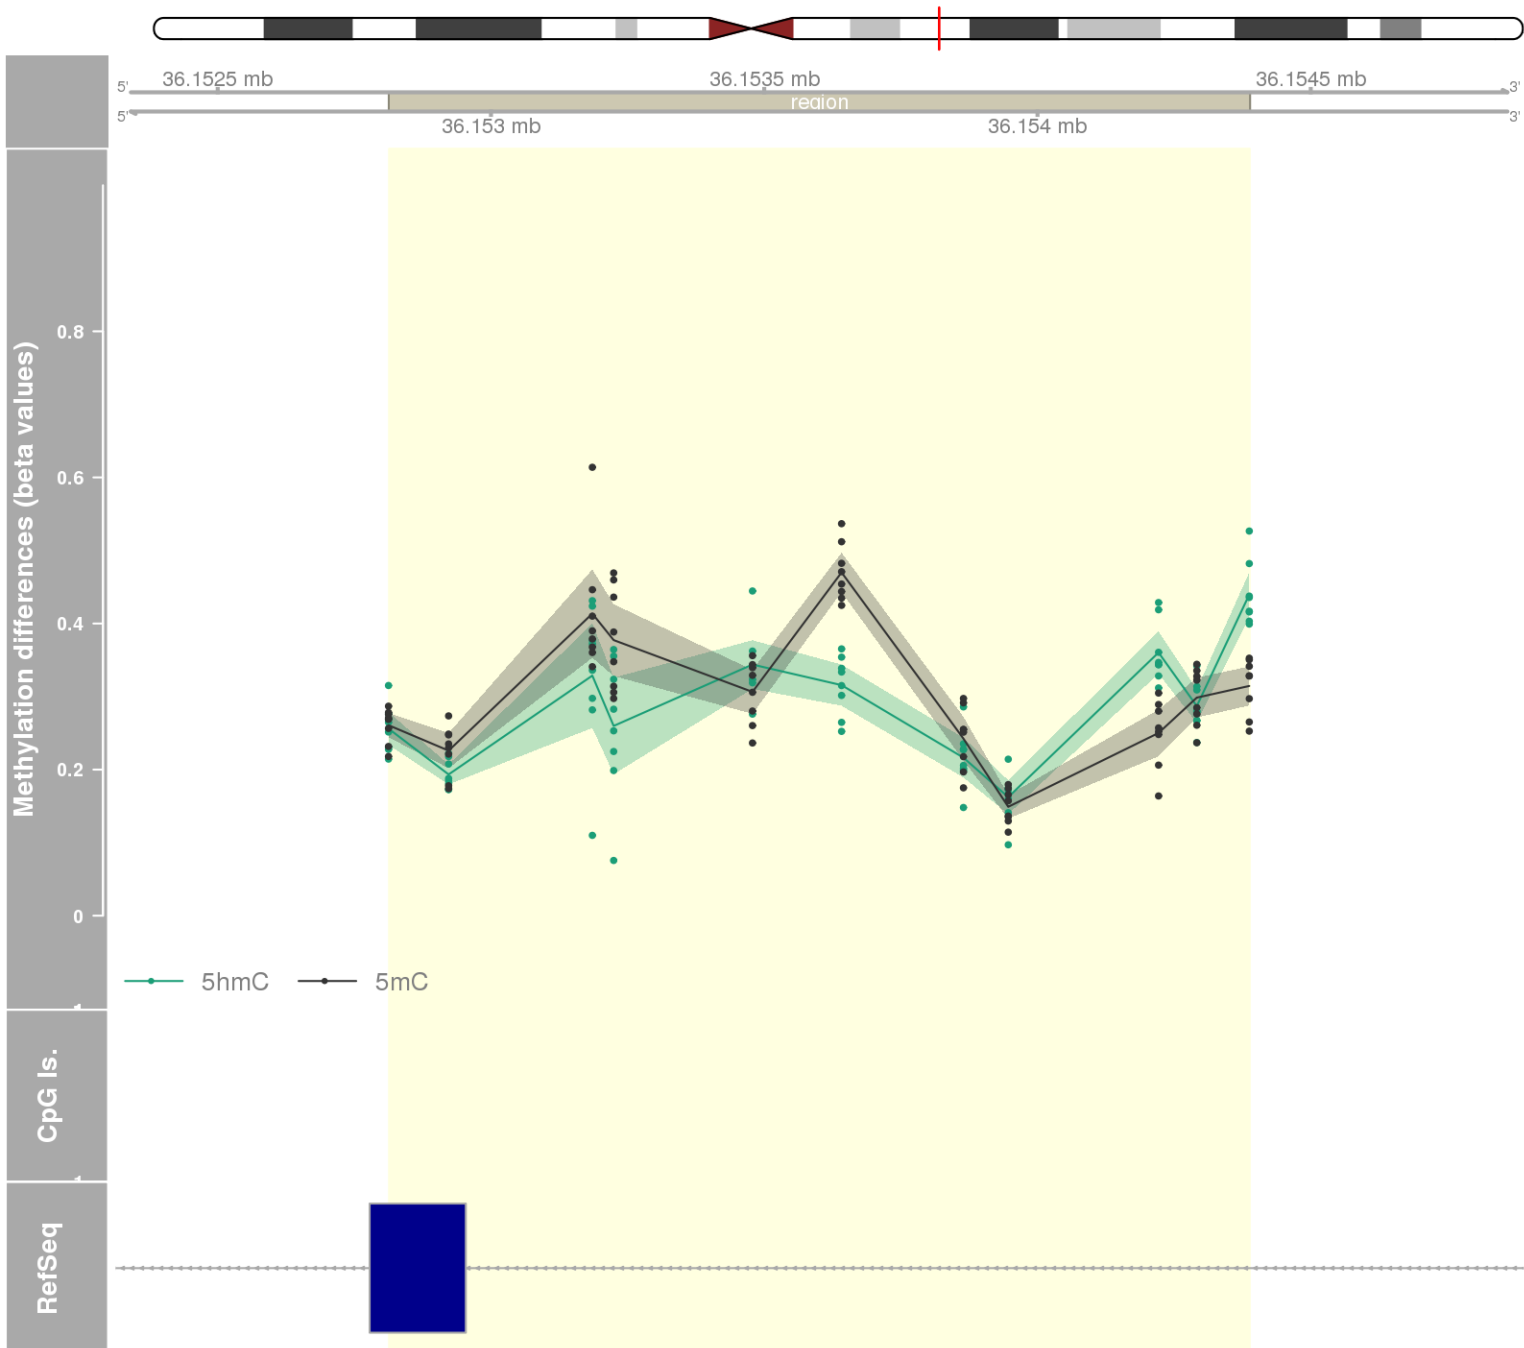 36.1525 mb
36.1535 mb
36.1545 mb
5'
3'
region
5'
3'
36.153 mb
36.154 mb
Methylation differences (beta values)
0.8
0.6
0.4
0.2
0
5hmC
5mC
CpG Is.
RefSeq